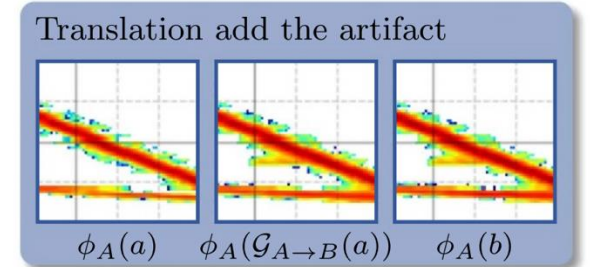 Translation add the artifact
ϕ_A(a) ϕ_A(𝒢_{A→B}(a)) ϕ_A(b)